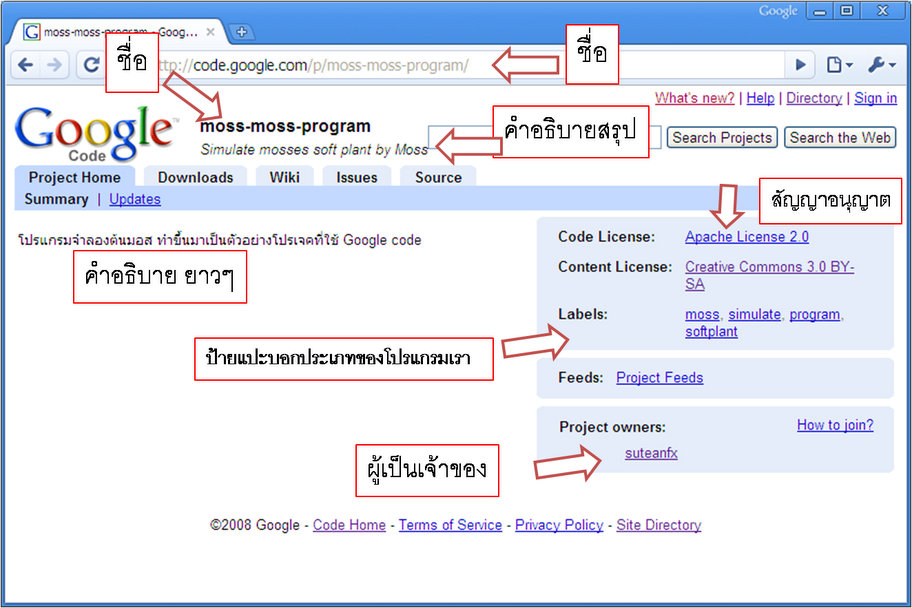 Google
moss-moss-program - Goog...
ชื่อ
ttp://code.google.com/p/moss-moss-program/
ชื่อ
What's new? | Help | Directory | Sign in
Google™
Code
moss-moss-program
Simulate mosses soft plant by Moss
คำอธิบายสรุป
Search Projects
Search the Web
Project Home
Downloads
Wiki
Issues
Source
Summary | Updates
สัญญาอนุญาต
โปรแกรมจำลองต้นมอส ทำขึ้นมาเป็นตัวอย่างโปรเจตที่ใช้ Google code
คำอธิบาย ยาวๆ
Code License: Apache License 2.0
Content License: Creative Commons 3.0 BY-
SA
Labels: moss, simulate, program,
softplant
ป้ายแปะบอกประเภทของโปรแกรมเรา
Feeds: Project Feeds
Project owners: How to join?
suteanfx
ผู้เป็นเจ้าของ
©2008 Google - Code Home - Terms of Service - Privacy Policy - Site Directory